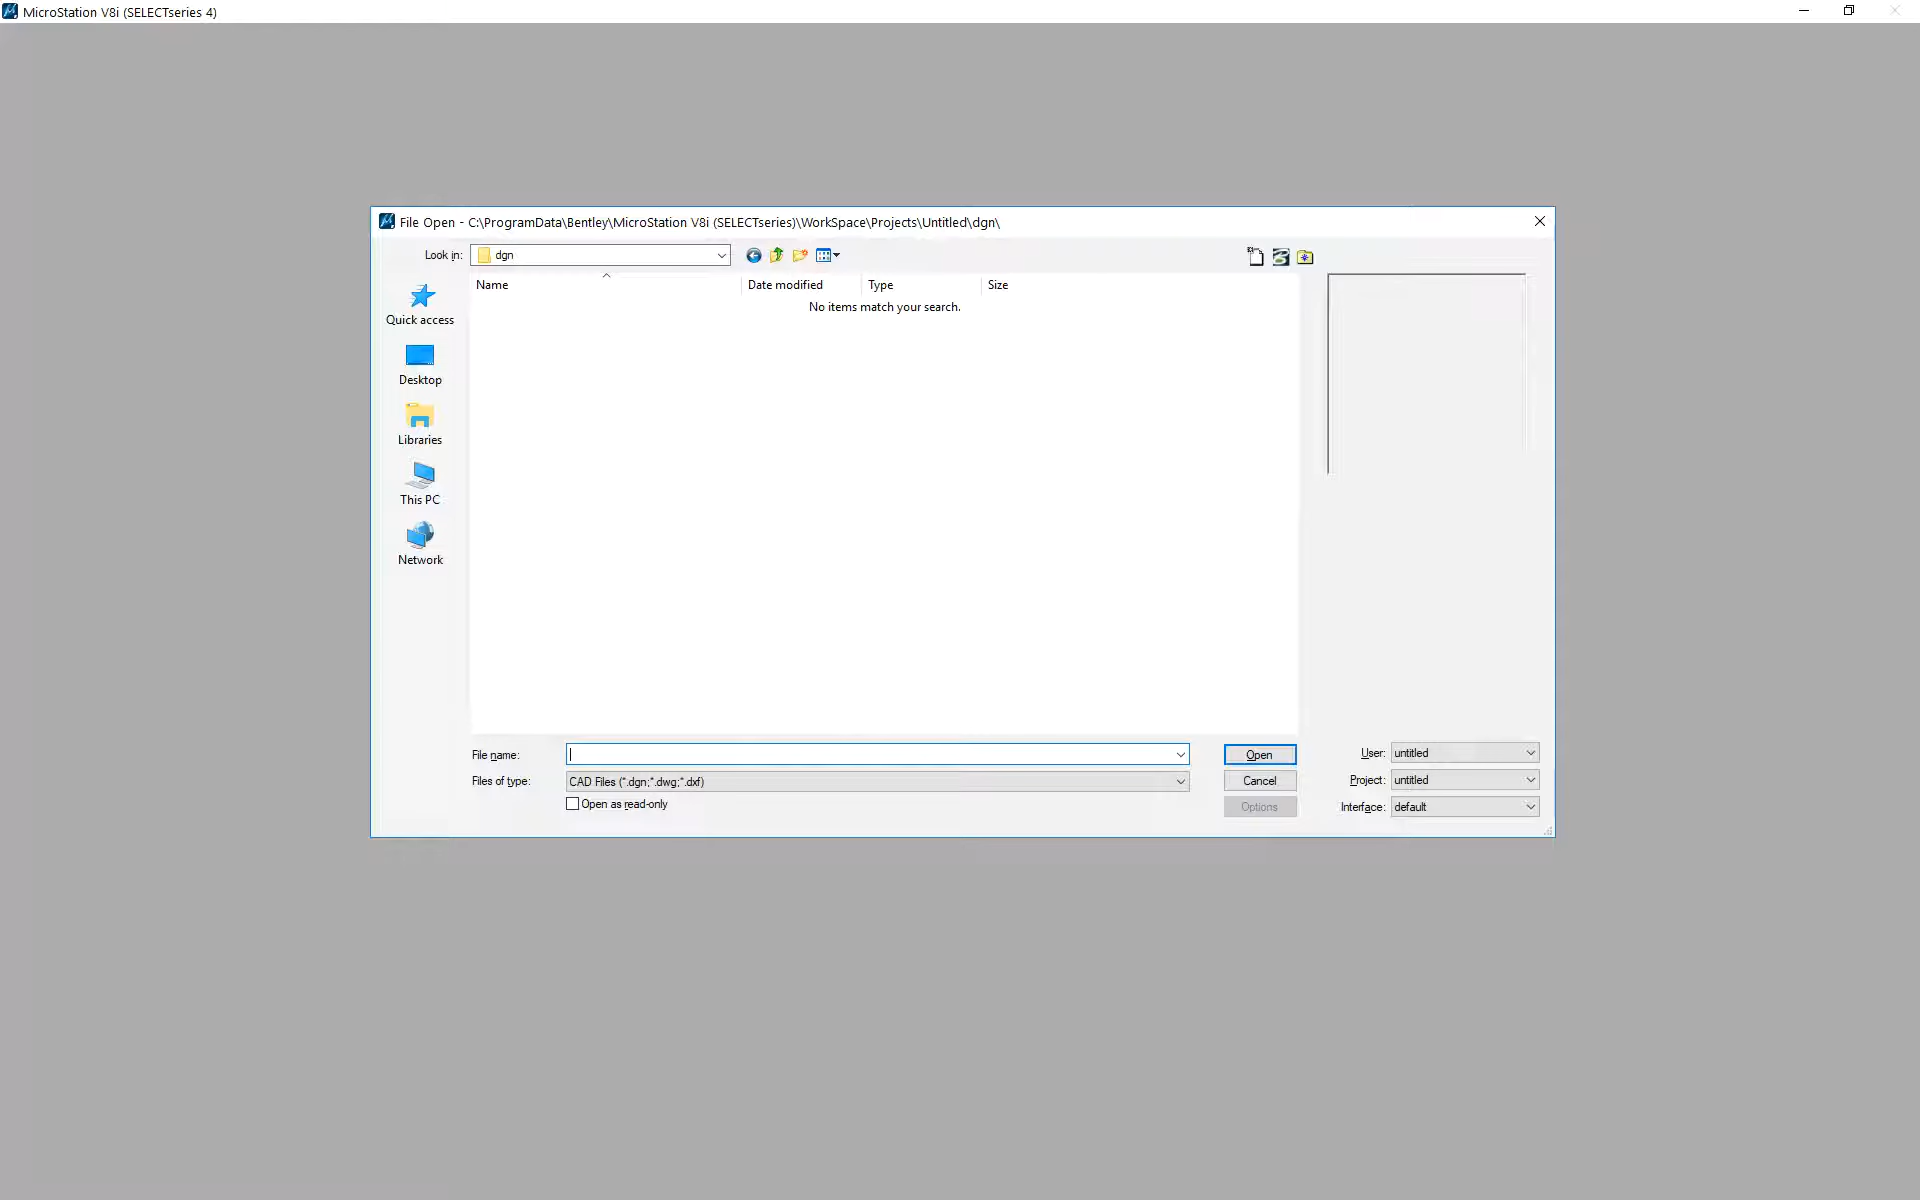 MicroStation V8i (SELECTseries 4)
File Open - C:\ProgramData\Bentley\MicroStation V8i (SELECTseries)\WorkSpace\Projects\Untitled\dgn\
Look in: dgn
Name Date modified Type Size
No items match your search.
Quick access
Desktop
Libraries
This PC
Network
File name: Open User: untitled
Files of type: CAD Files (*.dgn;*.dwg;*.dxf) Cancel Project: untitled
Open as read-only Options Interface: default